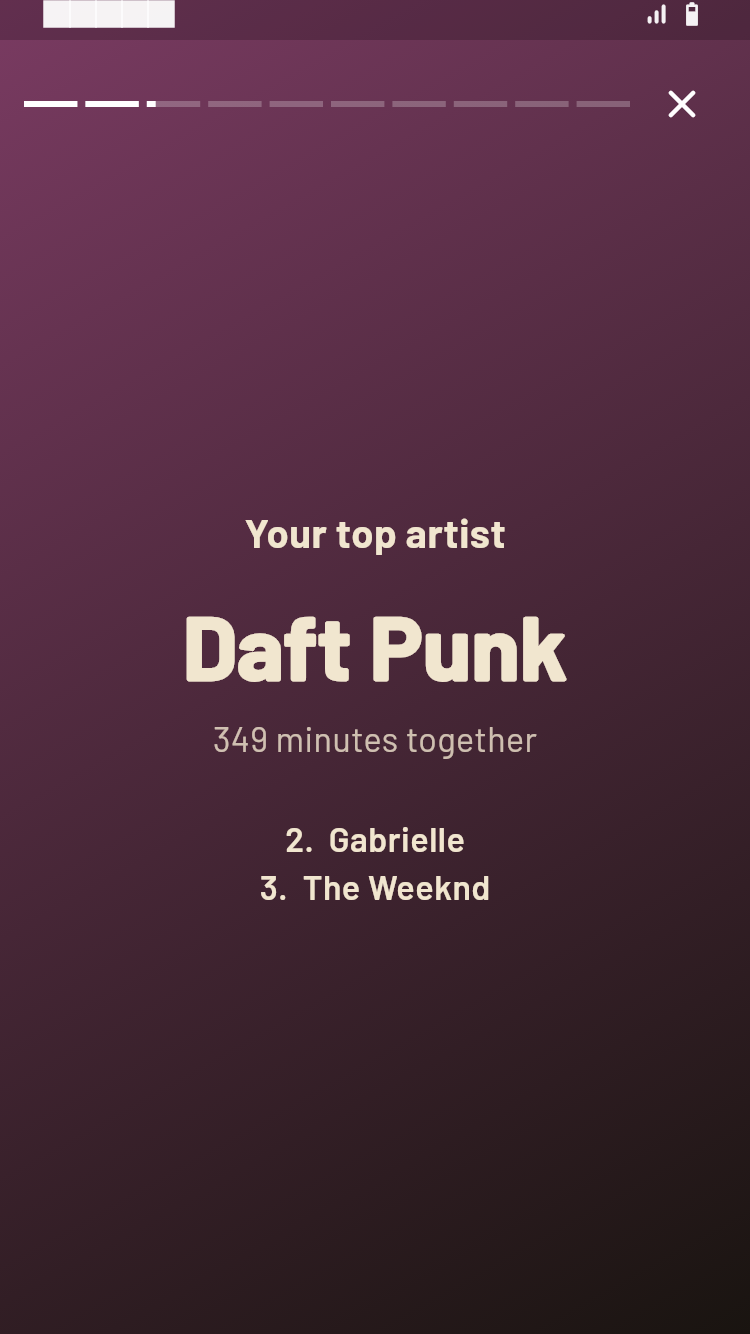 Your top artist
Daft Punk
349 minutes together
2. Gabrielle
3. The Weeknd